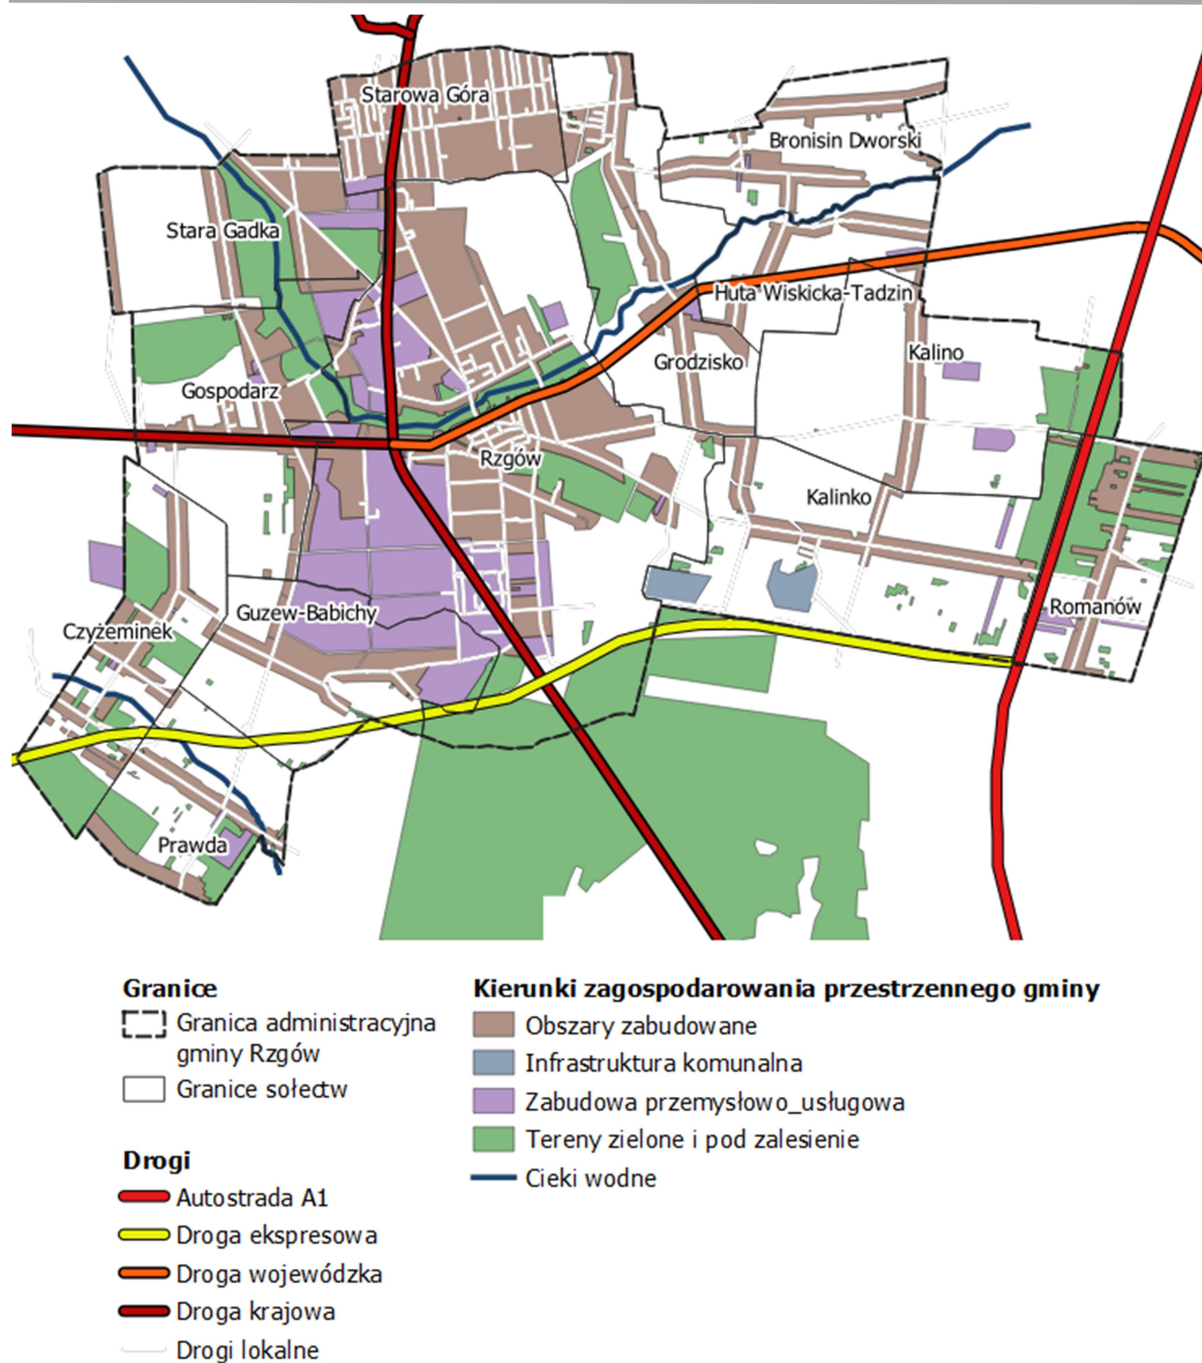 Starowa Góra
Bronisin Dworski
Stara Gadka
Huta Wiskicka-Tadzin
Kalino
Grodzisko
Gospodarz
Rzgów
Kalinko
Guzew-Babichy
Romanów
Czyżeminek
Prawda
Granice
Granica administracyjna
gminy Rzgów
Granice sołectw
Drogi
Autostrada A1
Droga ekspresowa
Droga wojewódzka
Droga krajowa
Drogi lokalne
Kierunki zagospodarowania przestrzennego gminy
Obszary zabudowane
Infrastruktura komunalna
Zabudowa przemysłowo_usługowa
Tereny zielone i pod zalesienie
Cieki wodne